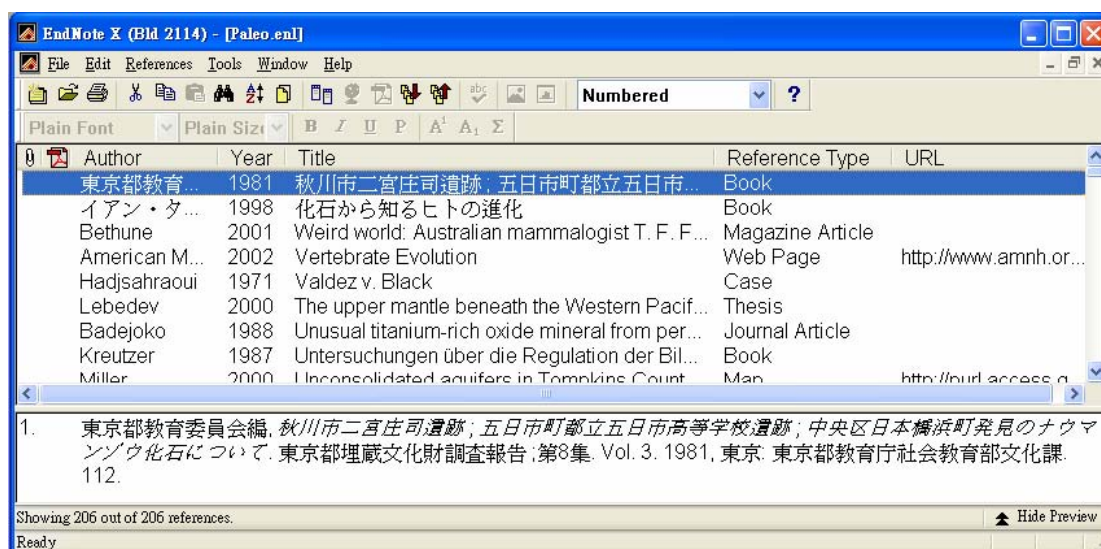 EndNote X (Bld 2114) - [Paleo.enl]
File Edit References Tools Window Help
Numbered
Plain Font Plain Size B I U P A¹ A₁ Σ
Author Year Title Reference Type URL
東京都教育... 1981 秋川市二宮庄司遺跡 ; 五日市町都立五日市... Book
イアン・タ... 1998 化石から知るヒトの進化 Book
Bethune 2001 Weird world: Australian mammalogist T. F. F... Magazine Article
American M... 2002 Vertebrate Evolution Web Page http://www.amnh.or...
Hadjsahraoui 1971 Valdez v. Black Case
Lebedev 2000 The upper mantle beneath the Western Pacif... Thesis
Badejoko 1988 Unusual titanium-rich oxide mineral from per... Journal Article
Kreutzer 1987 Untersuchungen über die Regulation der Bil... Book
Miller 2000 Unconsolidated aquifers in Tompkins Count... Map http://purl.access.g...
1. 東京都教育委員会編, 秋川市二宮庄司遺跡 ; 五日市町都立五日市高等学校遺跡 ; 中央区日本橋浜町発見のナウマ
ンゾウ化石について. 東京都埋蔵文化財調査報告 ;第8集. Vol. 3. 1981, 東京: 東京都教育庁社会教育部文化課.
112.
Showing 206 out of 206 references. Hide Preview
Ready